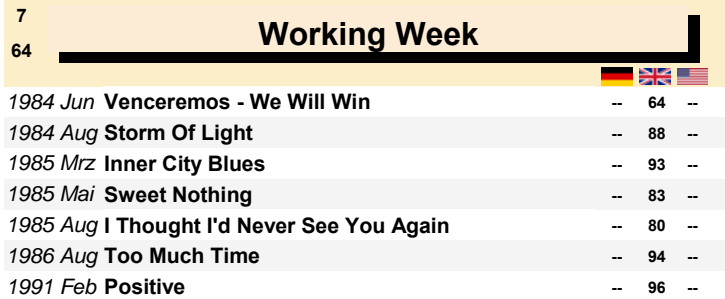 7
64
Working Week
1984 Jun Venceremos - We Will Win -- 64 --
1984 Aug Storm Of Light -- 88 --
1985 Mrz Inner City Blues -- 93 --
1985 Mai Sweet Nothing -- 83 --
1985 Aug I Thought I'd Never See You Again -- 80 --
1986 Aug Too Much Time -- 94 --
1991 Feb Positive -- 96 --